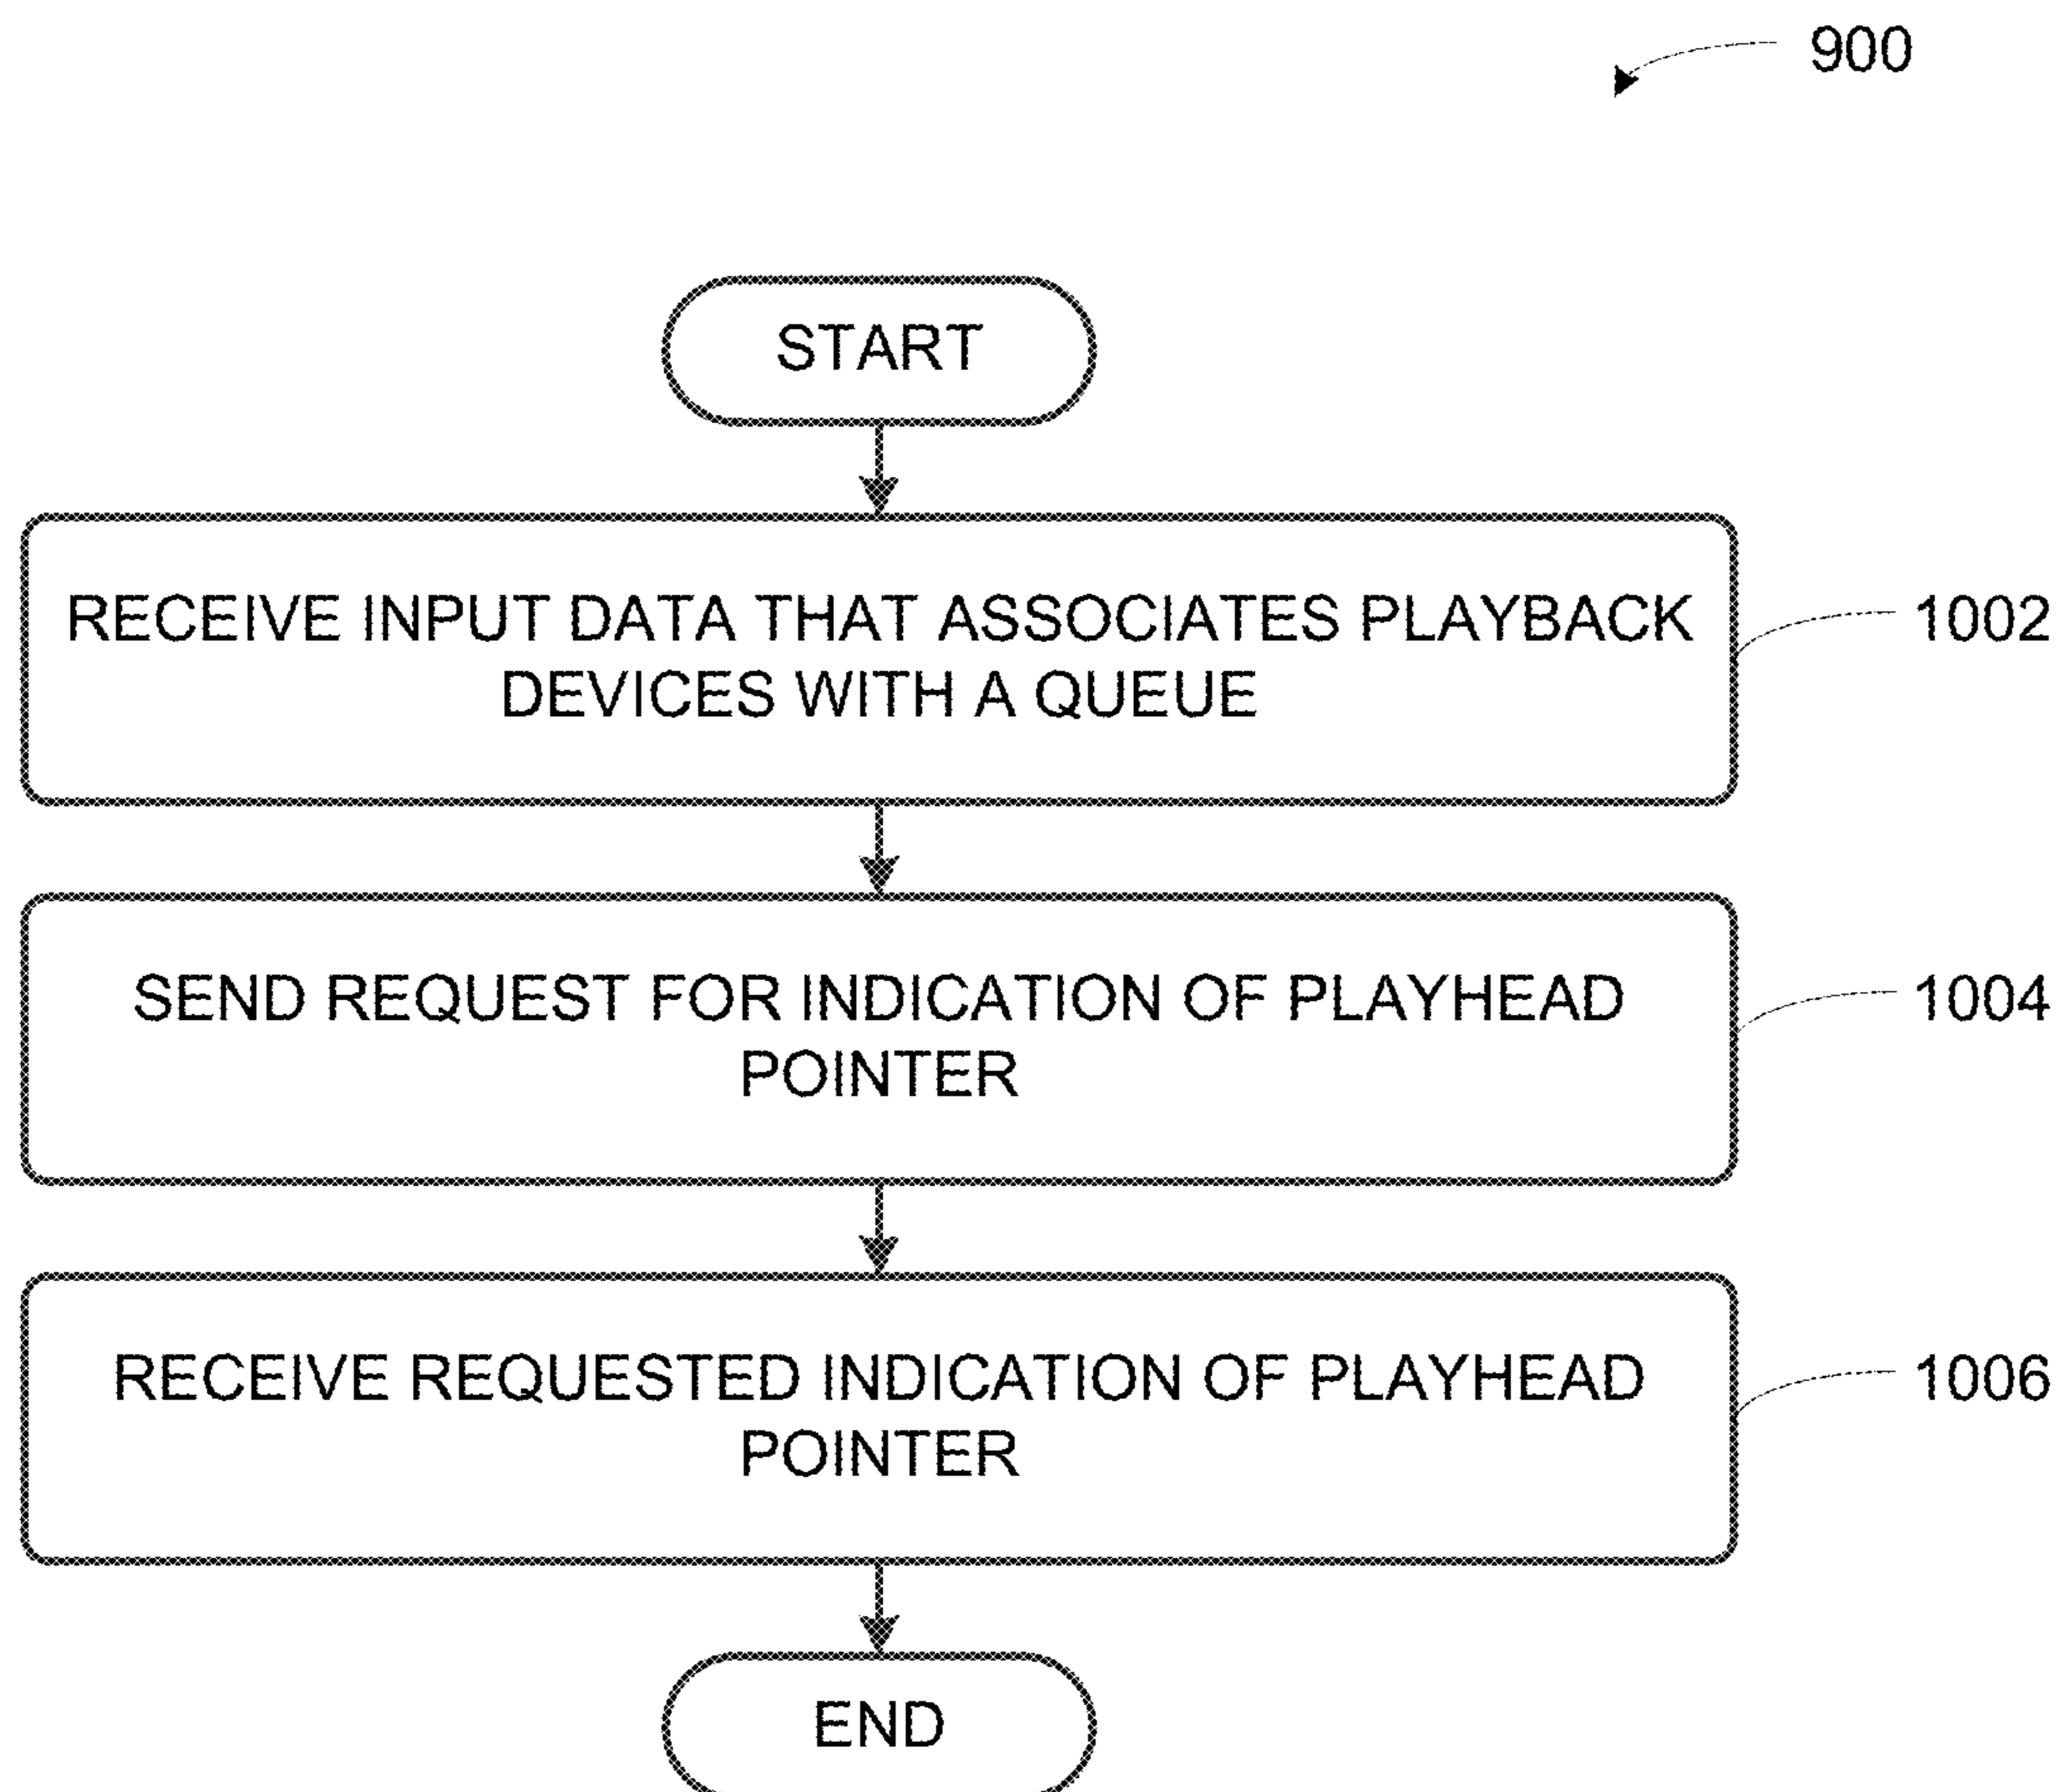 900
START
RECEIVE INPUT DATA THAT ASSOCIATES PLAYBACK
DEVICES WITH A QUEUE
1002
SEND REQUEST FOR INDICATION OF PLAYHEAD
POINTER
1004
RECEIVE REQUESTED INDICATION OF PLAYHEAD
POINTER
1006
END